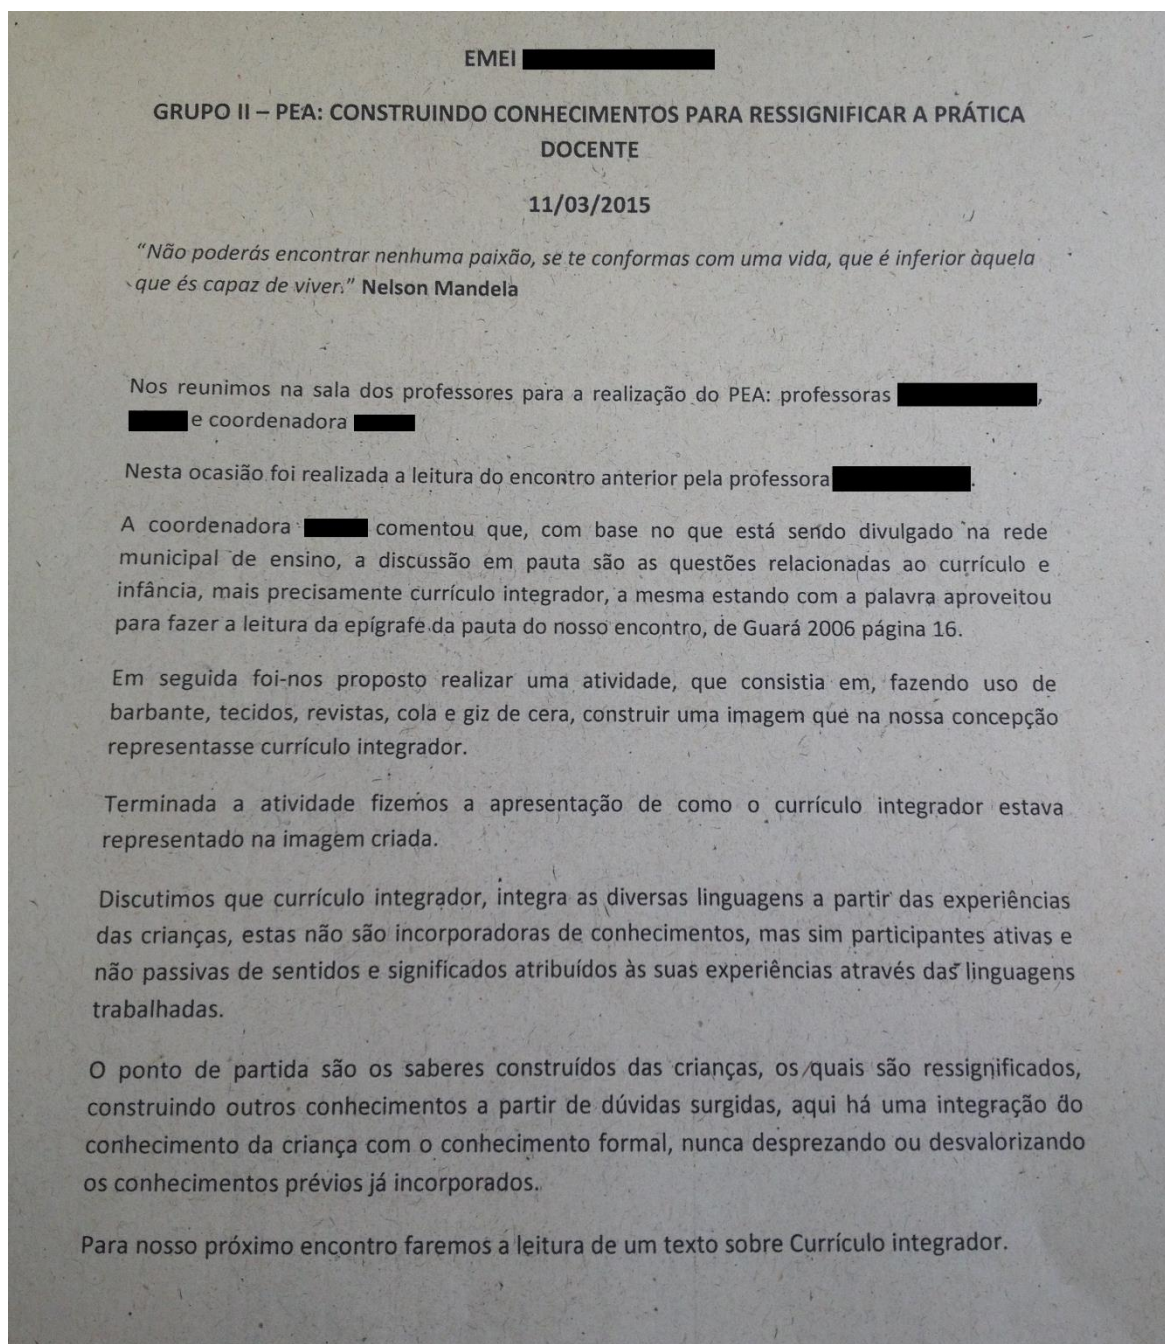 EMEI
GRUPO II – PEA: CONSTRUINDO CONHECIMENTOS PARA RESSIGNIFICAR A PRÁTICA
DOCENTE
11/03/2015
“Não poderás encontrar nenhuma paixão, se te conformas com uma vida, que é inferior àquela
que és capaz de viver.” Nelson Mandela
Nos reunimos na sala dos professores para a realização do PEA: professoras ,
e coordenadora
Nesta ocasião foi realizada a leitura do encontro anterior pela professora .
A coordenadora comentou que, com base no que está sendo divulgado na rede
municipal de ensino, a discussão em pauta são as questões relacionadas ao currículo e
infância, mais precisamente currículo integrador, a mesma estando com a palavra aproveitou
para fazer a leitura da epígrafe da pauta do nosso encontro, de Guará 2006 página 16.
Em seguida foi-nos proposto realizar uma atividade, que consistia em, fazendo uso de
barbante, tecidos, revistas, cola e giz de cera, construir uma imagem que na nossa concepção
representasse currículo integrador.
Terminada a atividade fizemos a apresentação de como o currículo integrador estava
representado na imagem criada.
Discutimos que currículo integrador, integra as diversas linguagens a partir das experiências
das crianças, estas não são incorporadoras de conhecimentos, mas sim participantes ativas e
não passivas de sentidos e significados atribuídos às suas experiências através das linguagens
trabalhadas.
O ponto de partida são os saberes construídos das crianças, os quais são ressignificados,
construindo outros conhecimentos a partir de dúvidas surgidas, aqui há uma integração do
conhecimento da criança com o conhecimento formal, nunca desprezando ou desvalorizando
os conhecimentos prévios já incorporados.
Para nosso próximo encontro faremos a leitura de um texto sobre Currículo integrador.